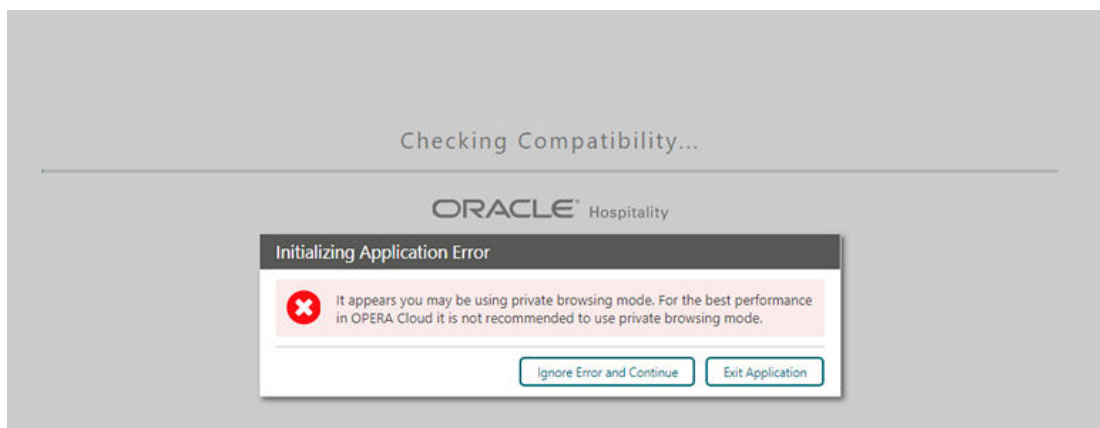 Checking Compatibility...
ORACLE® Hospitality
Initializing Application Error
It appears you may be using private browsing mode. For the best performance
in OPERA Cloud it is not recommended to use private browsing mode.
Ignore Error and Continue Exit Application